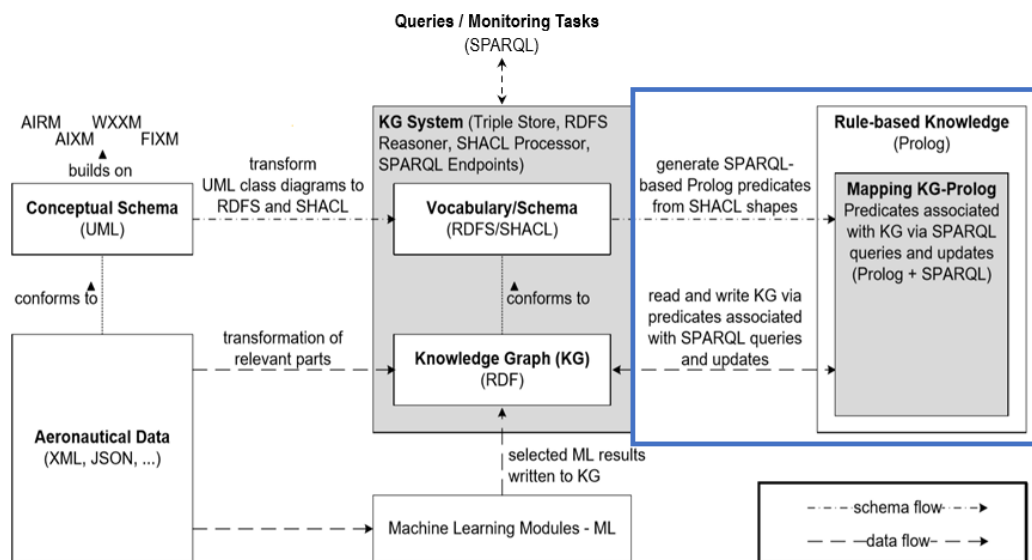 Queries / Monitoring Tasks
(SPARQL)
AIRM WXXM
AIXM FIXM
builds on
Conceptual Schema
(UML)
transform
UML class diagrams to
RDFS and SHACL
KG System (Triple Store, RDFS
Reasoner, SHACL Processor,
SPARQL Endpoints)
Vocabulary/Schema
(RDFS/SHACL)
generate SPARQL-
based Prolog predicates
from SHACL shapes
Rule-based Knowledge
(Prolog)
Mapping KG-Prolog
Predicates associated
with KG via SPARQL
queries and updates
(Prolog + SPARQL)
conforms to
conforms to
transformation of
relevant parts
Knowledge Graph (KG)
(RDF)
read and write KG via
predicates associated
with SPARQL queries
and updates
Aeronautical Data
(XML, JSON, ...)
selected ML results
written to KG
Machine Learning Modules - ML
schema flow
data flow